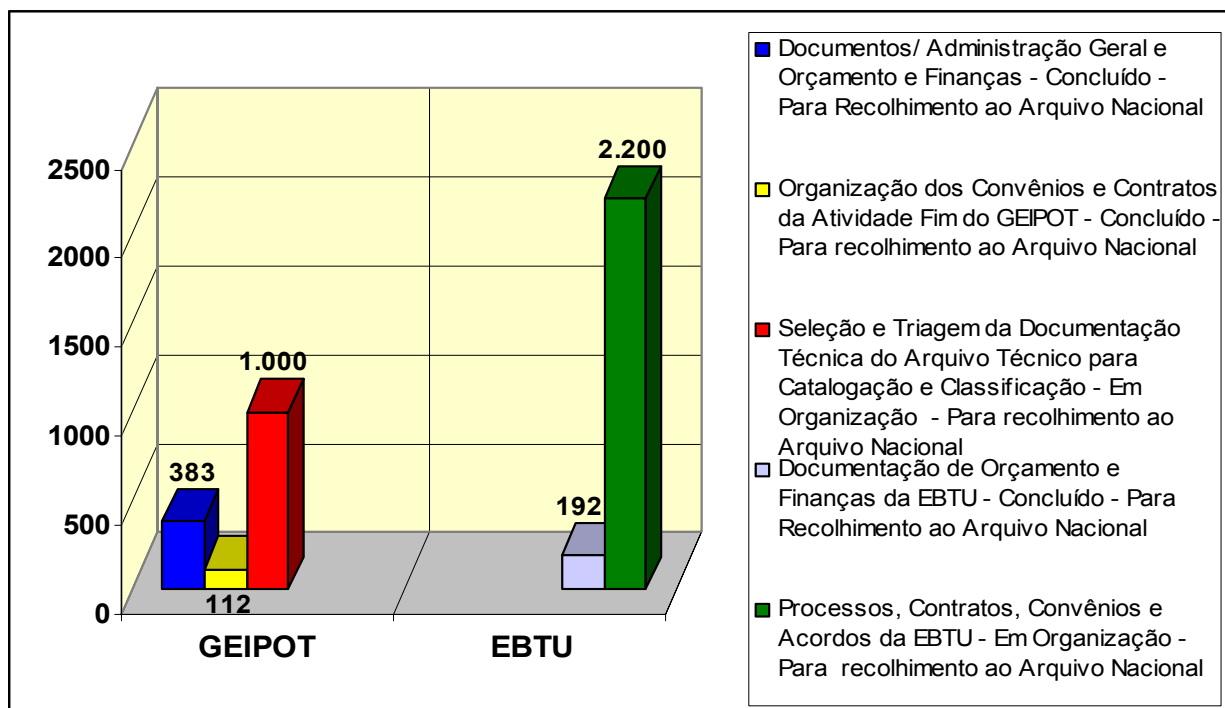 2500
2000
1500
1000
500
0
383
112
1.000
192
2.200
GEIPOT
EBTU
Documentos/ Administração Geral e
Orçamento e Finanças - Concluído -
Para Recolhimento ao Arquivo Nacional
Organização dos Convênios e Contratos
da Atividade Fim do GEIPOT - Concluído -
Para recolhimento ao Arquivo Nacional
Seleção e Triagem da Documentação
Técnica do Arquivo Técnico para
Catalogação e Classificação - Em
Organização - Para recolhimento ao
Arquivo Nacional
Documentação de Orçamento e
Finanças da EBTU - Concluído - Para
Recolhimento ao Arquivo Nacional
Processos, Contratos, Convênios e
Acordos da EBTU - Em Organização -
Para recolhimento ao Arquivo Nacional